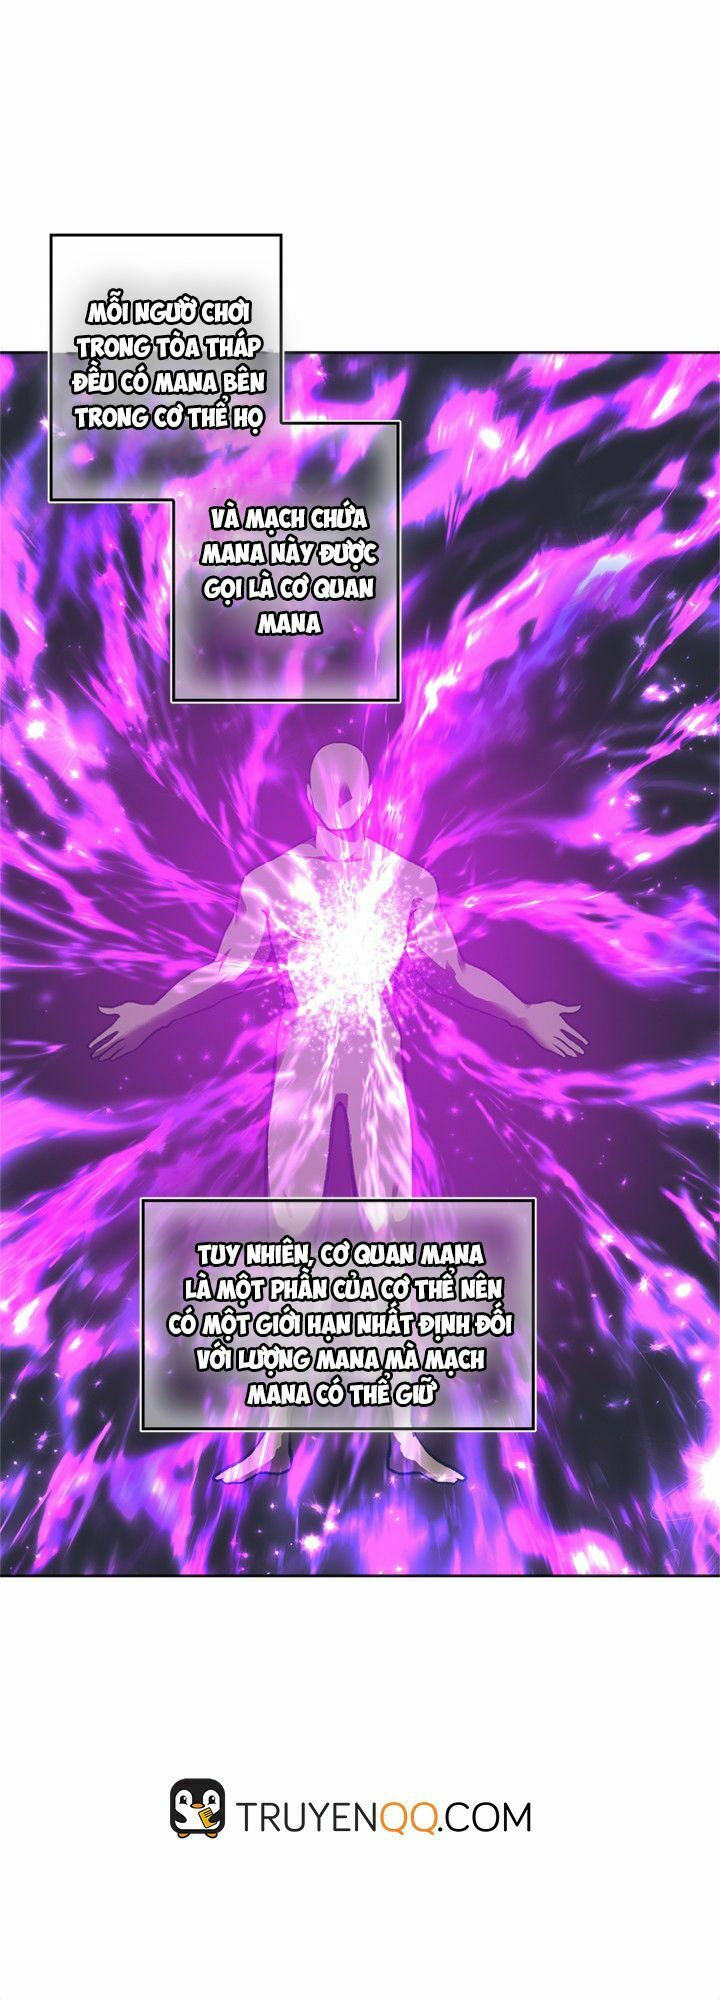 MỖI NGƯỜ CHƠI
TRONG TÒA THÁP
ĐỀU CÓ MANA BÊN
TRONG CƠ THỂ HỌ
VÀ MẠCH CHỨA
MANA NÀY ĐƯỢC
GỌI LÀ CƠ QUAN
MANA
TUY NHIÊN, CƠ QUAN MANA
LÀ MỘT PHẦN CỦA CƠ THỂ NÊN
CÓ MỘT GIỚI HẠN NHẤT ĐỊNH ĐỐI
VỚI LƯỢNG MANA MÀ MẠCH
MANA CÓ THỂ GIỮ
TRUYENQQ.COM